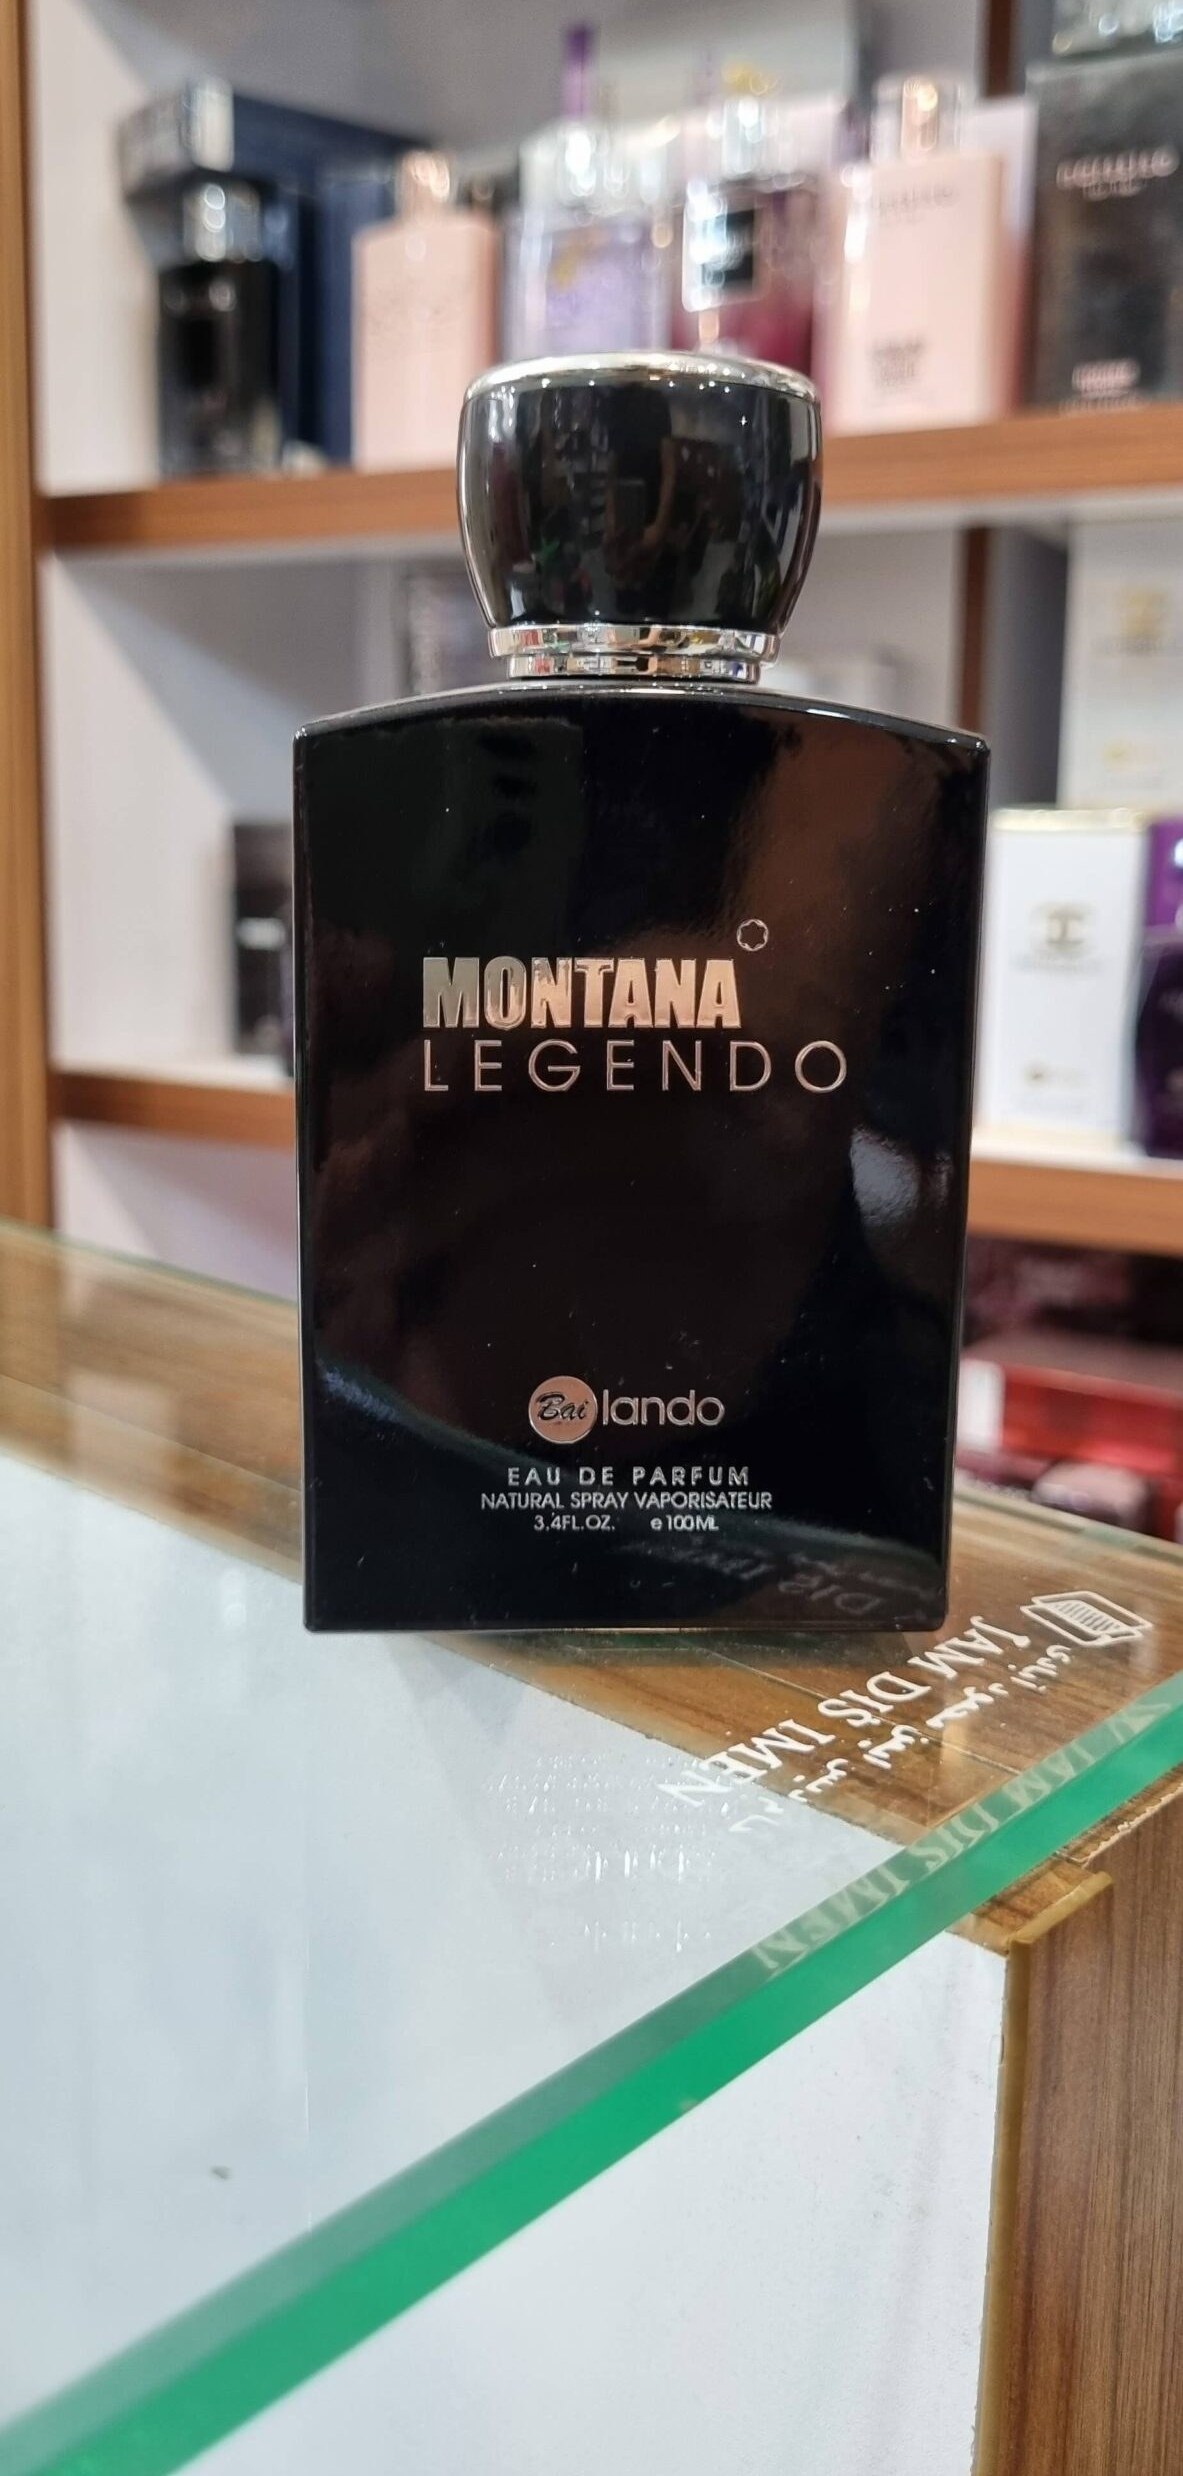 MONTANA
LEGENDO
Bai lando
EAU DE PARFUM
NATURAL SPRAY VAPORISATEUR
3.4FL.OZ. e 100ML
JAM DIS IMEN